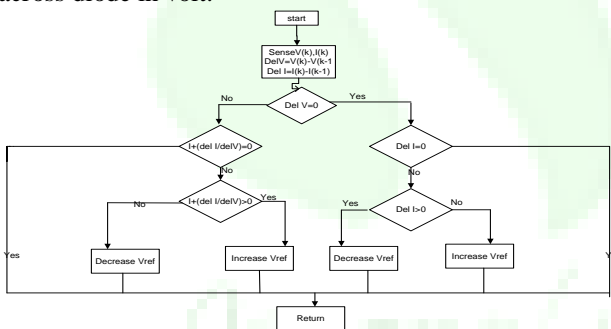 across diode in volt.
start
SenseV(k),I(k)
DelV=V(k)-V(k-1
Del I=I(k)-I(k-1)
No
Del V=0
Yes
I+(del I/delV)=0
Del I=0
No
No
I+(del I/delV)>0
Del I>0
No
Yes
Yes
No
Yes
Y
Decrease Vref
Increase Vref
Decrease Vref
Increase Vref
Return